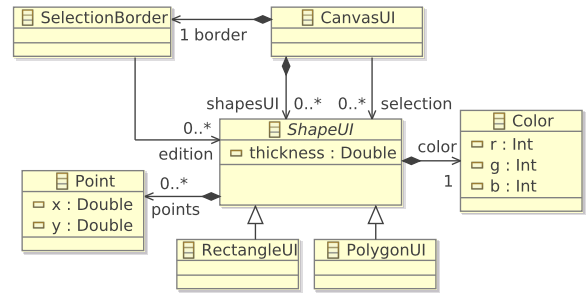 SelectionBorder
CanvasUI
1 border
shapesUI 0..* 0..* selection
0..*
edition
ShapeUI
thickness : Double
color
1
Color
r : Int
g : Int
b : Int
Point
x : Double
y : Double
0..*
points
RectangleUI
PolygonUI